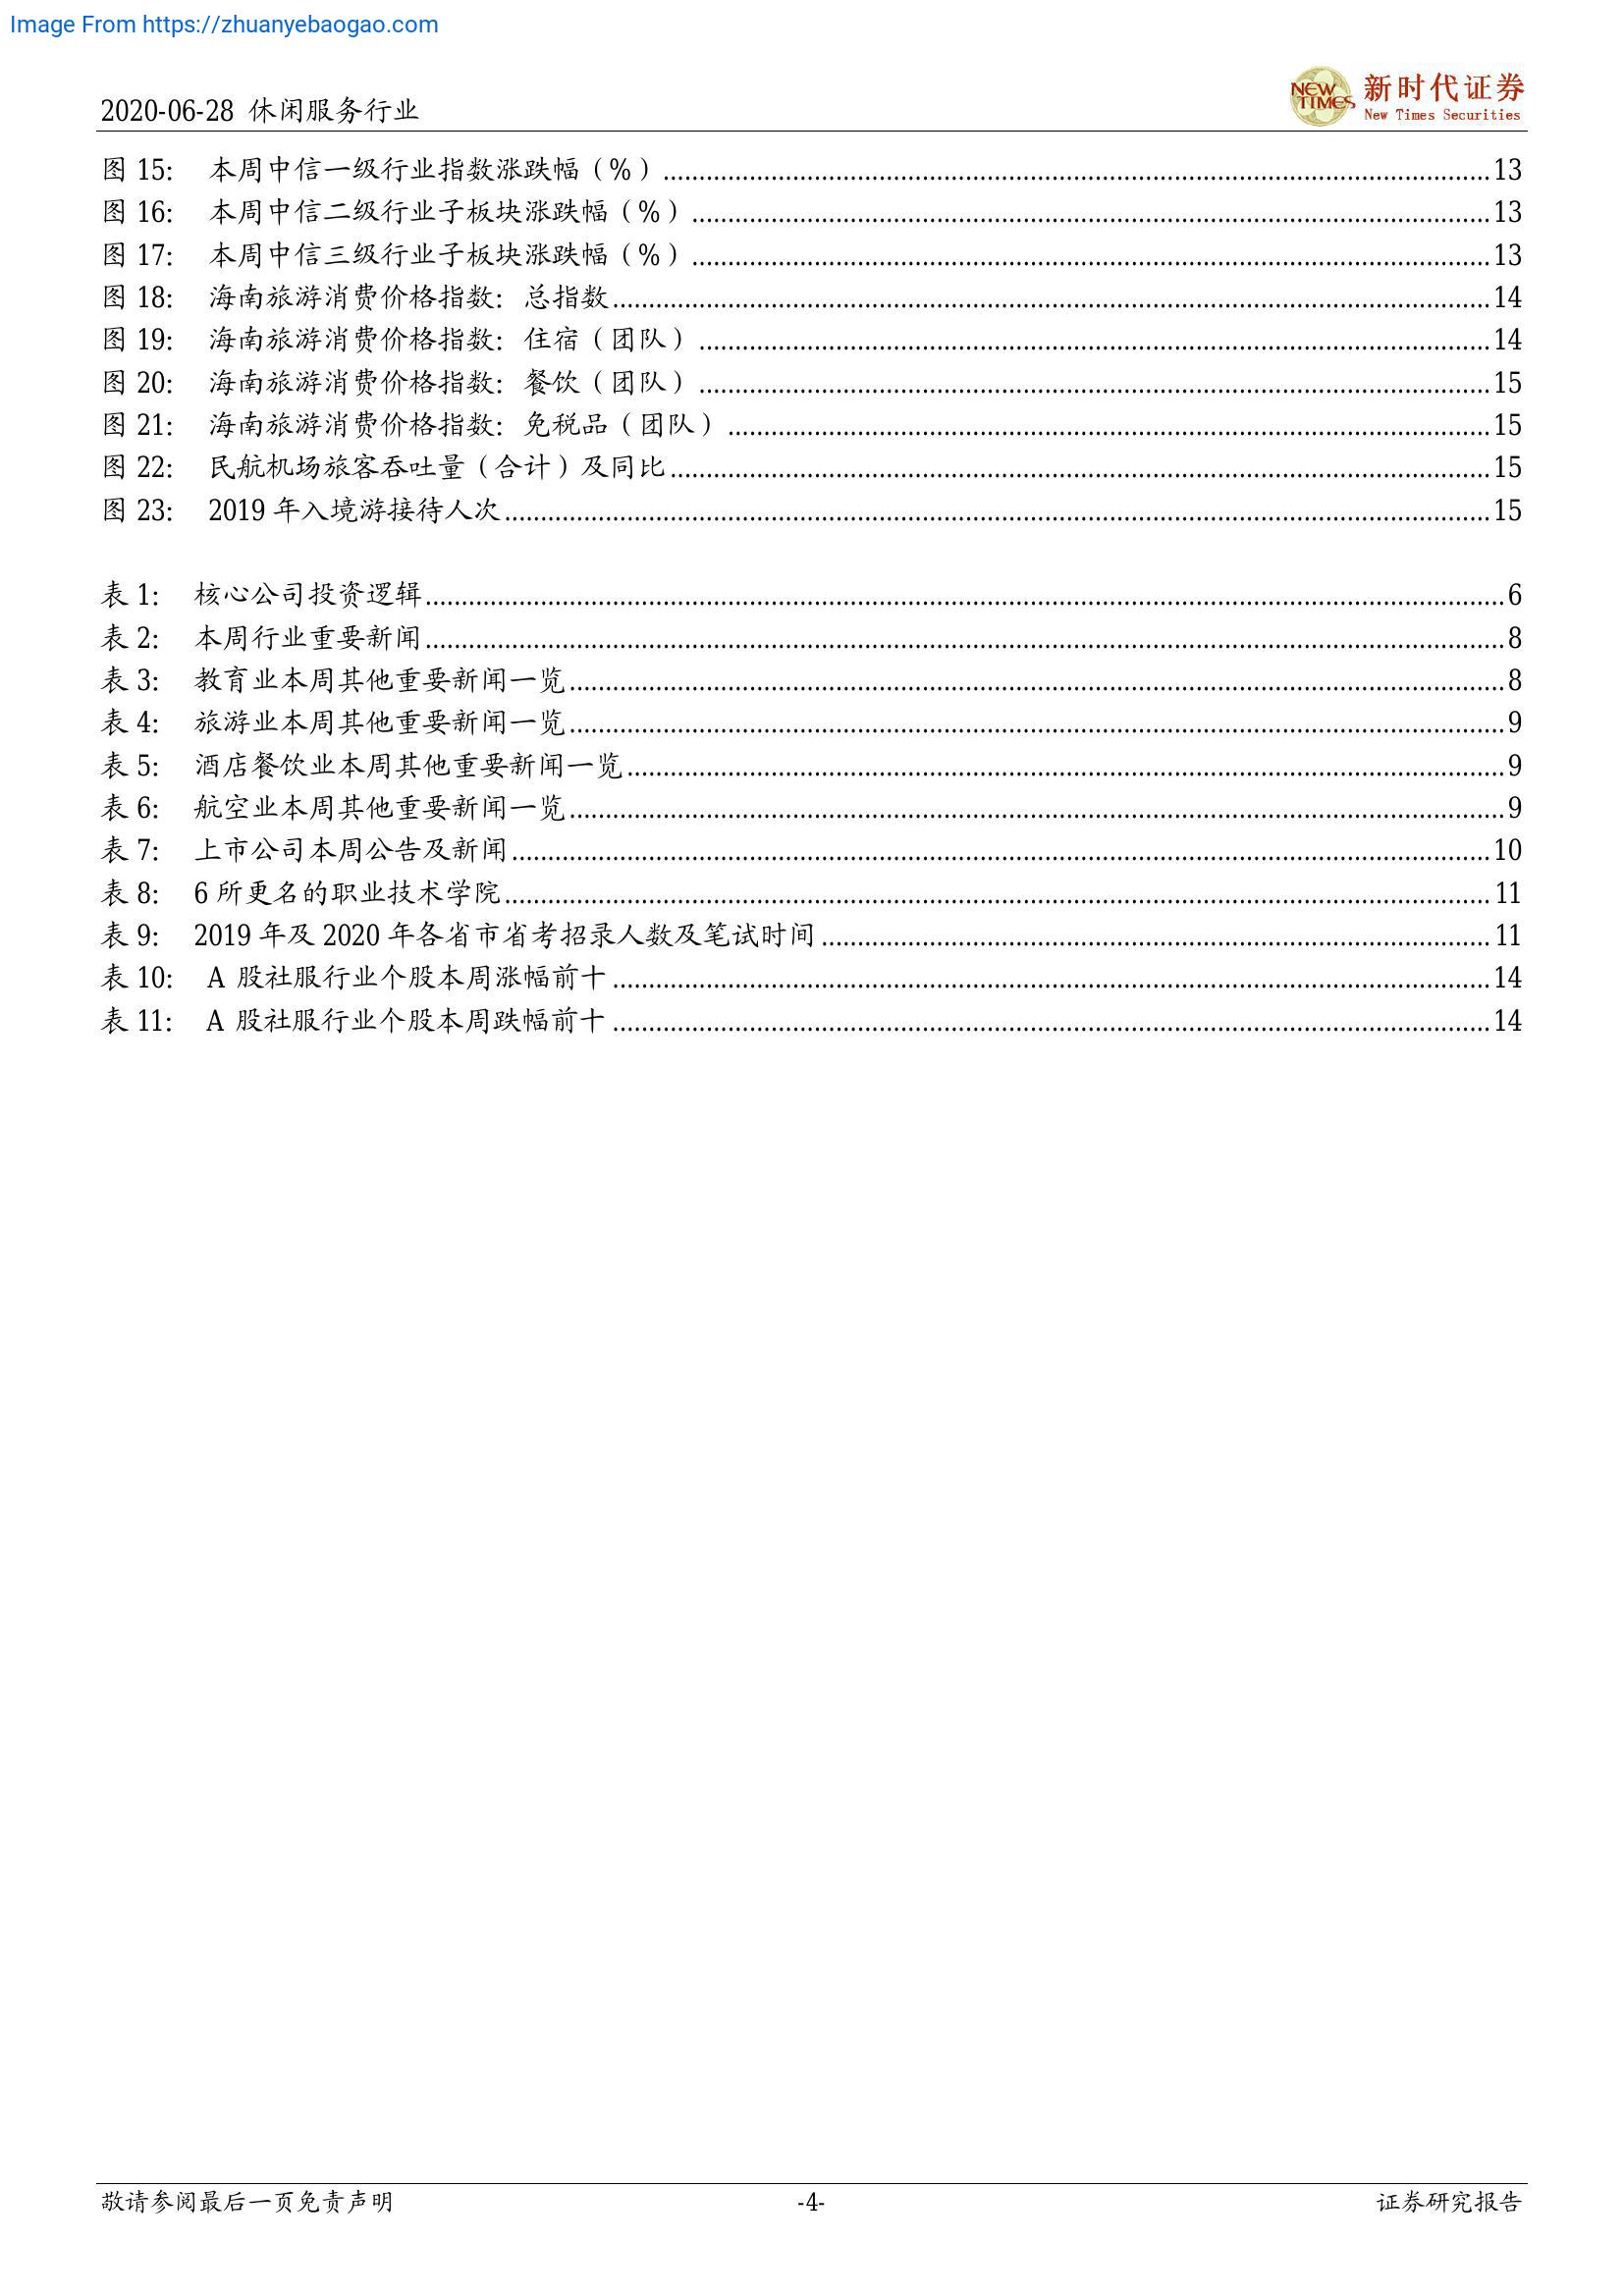 Image From https://zhuanyebaogao.com
2020-06-28 休闲服务行业
NEW TIMES
新时代证券
New Times Securities
图 15: 本周中信一级行业指数涨跌幅（%）........................ 13
图 16: 本周中信二级行业子板块涨跌幅（%）........................ 13
图 17: 本周中信三级行业子板块涨跌幅（%）........................ 13
图 18: 海南旅游消费价格指数：总指数........................ 14
图 19: 海南旅游消费价格指数：住宿（团队）........................ 14
图 20: 海南旅游消费价格指数：餐饮（团队）........................ 15
图 21: 海南旅游消费价格指数：免税品（团队）........................ 15
图 22: 民航机场旅客吞吐量（合计）及同比........................ 15
图 23: 2019 年入境游接待人次........................ 15
表 1: 核心公司投资逻辑........................ 6
表 2: 本周行业重要新闻........................ 8
表 3: 教育业本周其他重要新闻一览........................ 8
表 4: 旅游业本周其他重要新闻一览........................ 9
表 5: 酒店餐饮业本周其他重要新闻一览........................ 9
表 6: 航空业本周其他重要新闻一览........................ 9
表 7: 上市公司本周公告及新闻........................ 10
表 8: 6 所更名的职业技术学院........................ 11
表 9: 2019 年及 2020 年各省市省考招录人数及笔试时间........................ 11
表 10: A 股社服行业个股本周涨幅前十........................ 14
表 11: A 股社服行业个股本周跌幅前十........................ 14
敬请参阅最后一页免责声明
-4-
证券研究报告